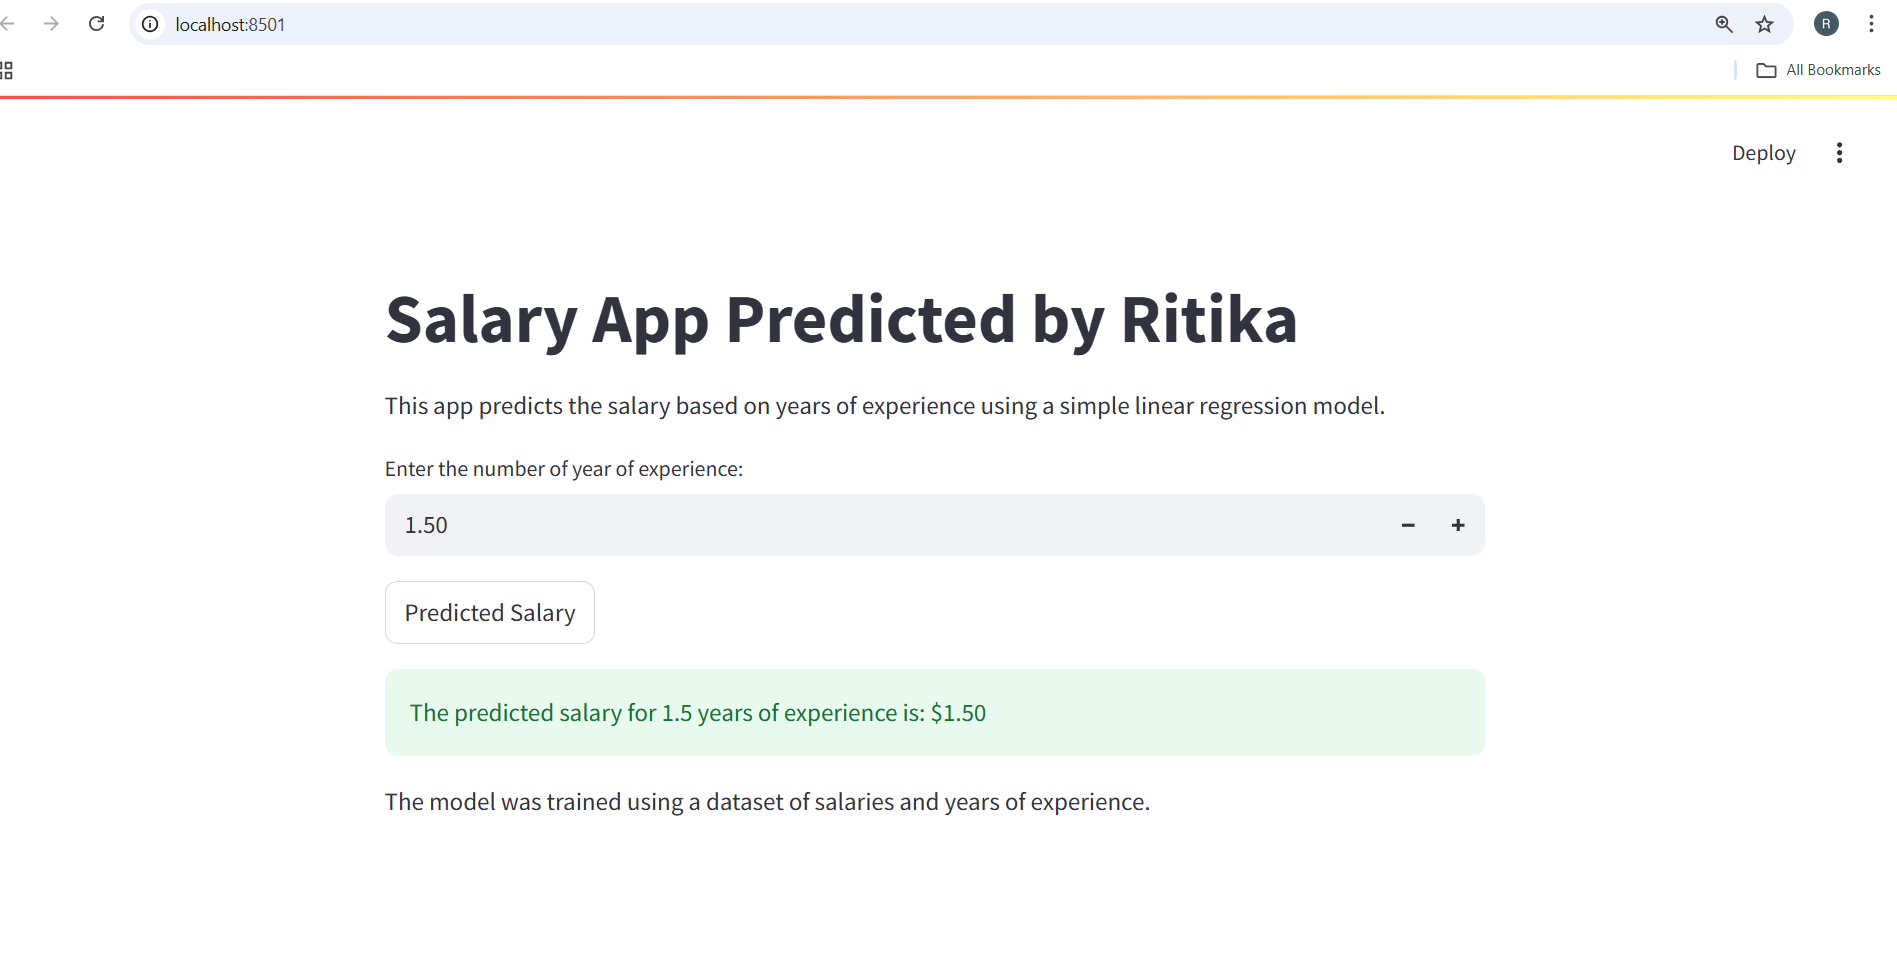 localhost:8501
R
All Bookmarks
Deploy
Salary App Predicted by Ritika
This app predicts the salary based on years of experience using a simple linear regression model.
Enter the number of year of experience:
1.50
Predicted Salary
The predicted salary for 1.5 years of experience is: $1.50
The model was trained using a dataset of salaries and years of experience.